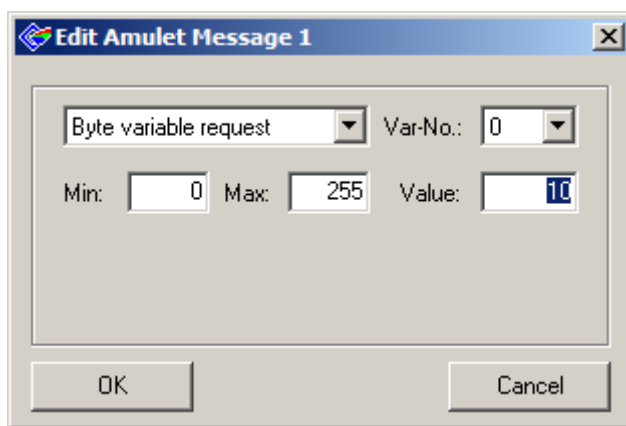 Edit Amulet Message 1
Byte variable request Var-No.: 0
Min: 0 Max: 255 Value: 10
OK Cancel